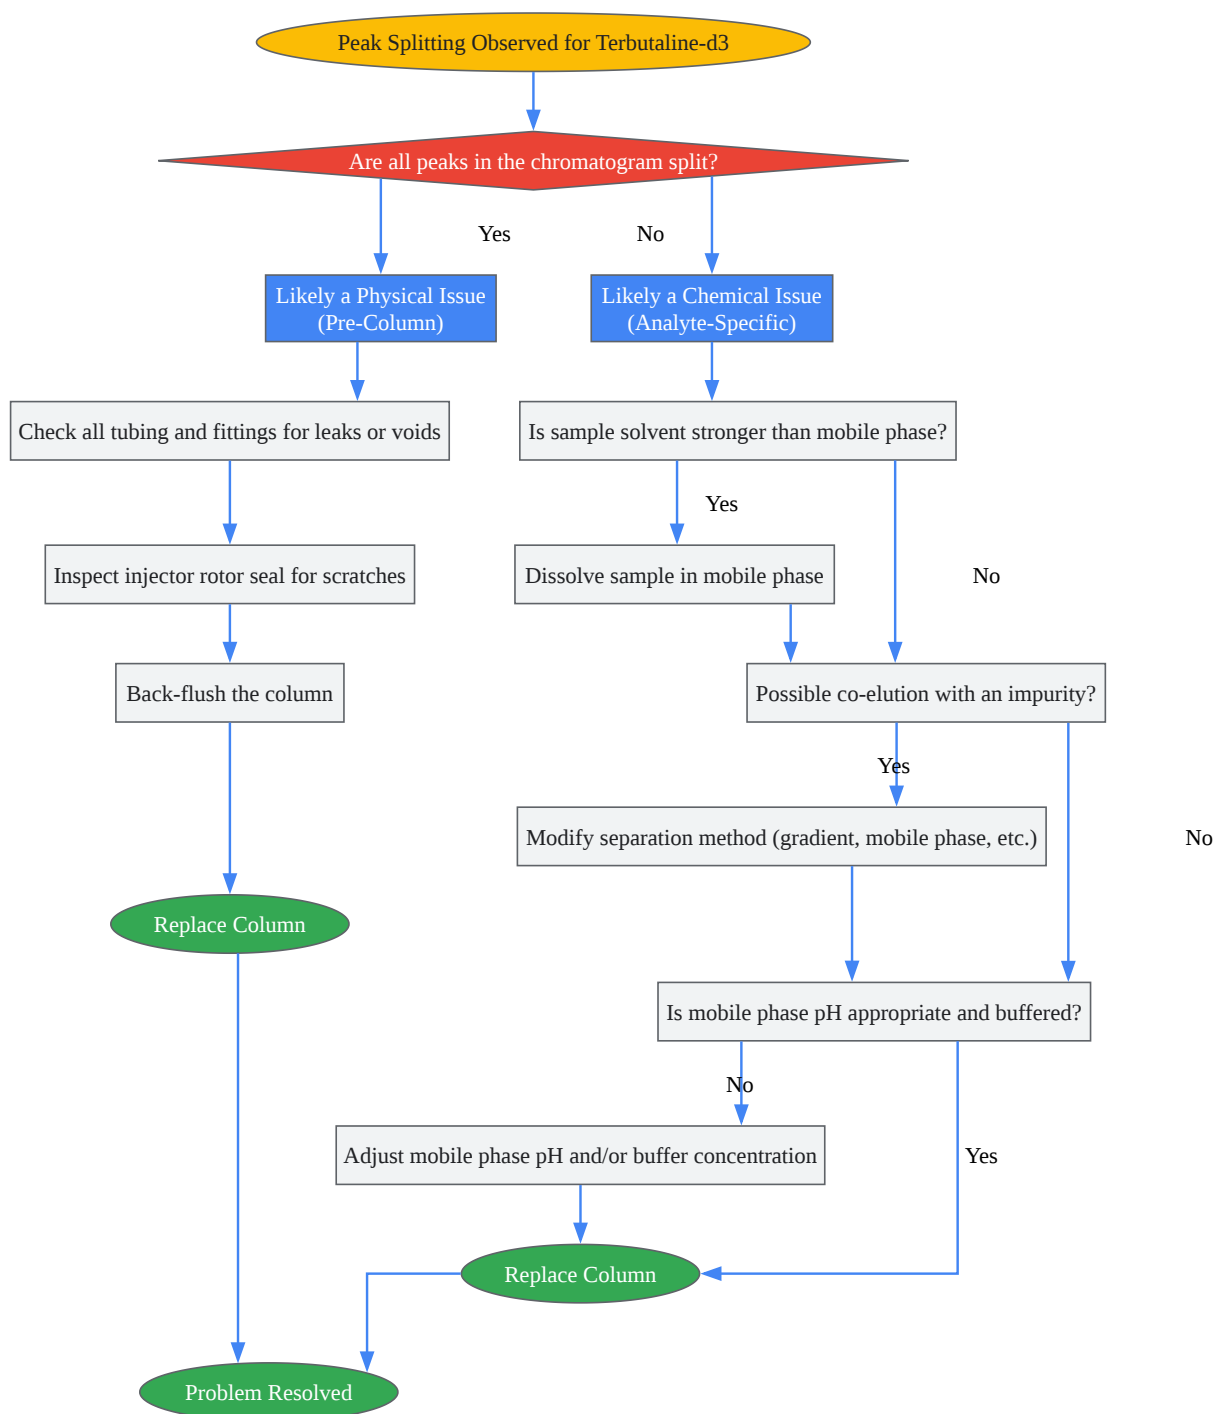 Peak Splitting Observed for Terbutaline-d3
Are all peaks in the chromatogram split?
Yes
No
Likely a Physical Issue
(Pre-Column)
Likely a Chemical Issue
(Analyte-Specific)
Check all tubing and fittings for leaks or voids
Is sample solvent stronger than mobile phase?
Yes
Inspect injector rotor seal for scratches
Dissolve sample in mobile phase
No
Back-flush the column
Possible co-elution with an impurity?
Yes
Modify separation method (gradient, mobile phase, etc.)
No
Replace Column
Is mobile phase pH appropriate and buffered?
No
Adjust mobile phase pH and/or buffer concentration
Yes
Replace Column
Problem Resolved